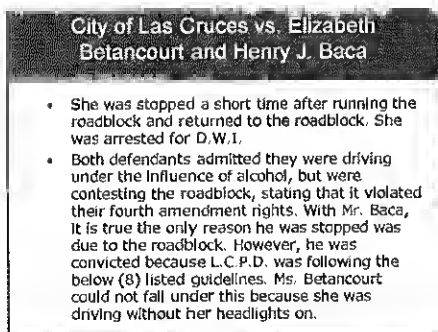 City of Las Cruces vs. Elizabeth
Betancourt and Henry J. Baca
• She was stopped a short time after running the
roadblock and returned to the roadblock. She
was arrested for D.W.I.
• Both defendants admitted they were driving
under the influence of alcohol, but were
contesting the roadblock, stating that it violated
their fourth amendment rights. With Mr. Baca,
it is true the only reason he was stopped was
due to the roadblock. However, he was
convicted because L.C.P.D. was following the
below (8) listed guidelines. Ms. Betancourt
could not fall under this because she was
driving without her headlights on.